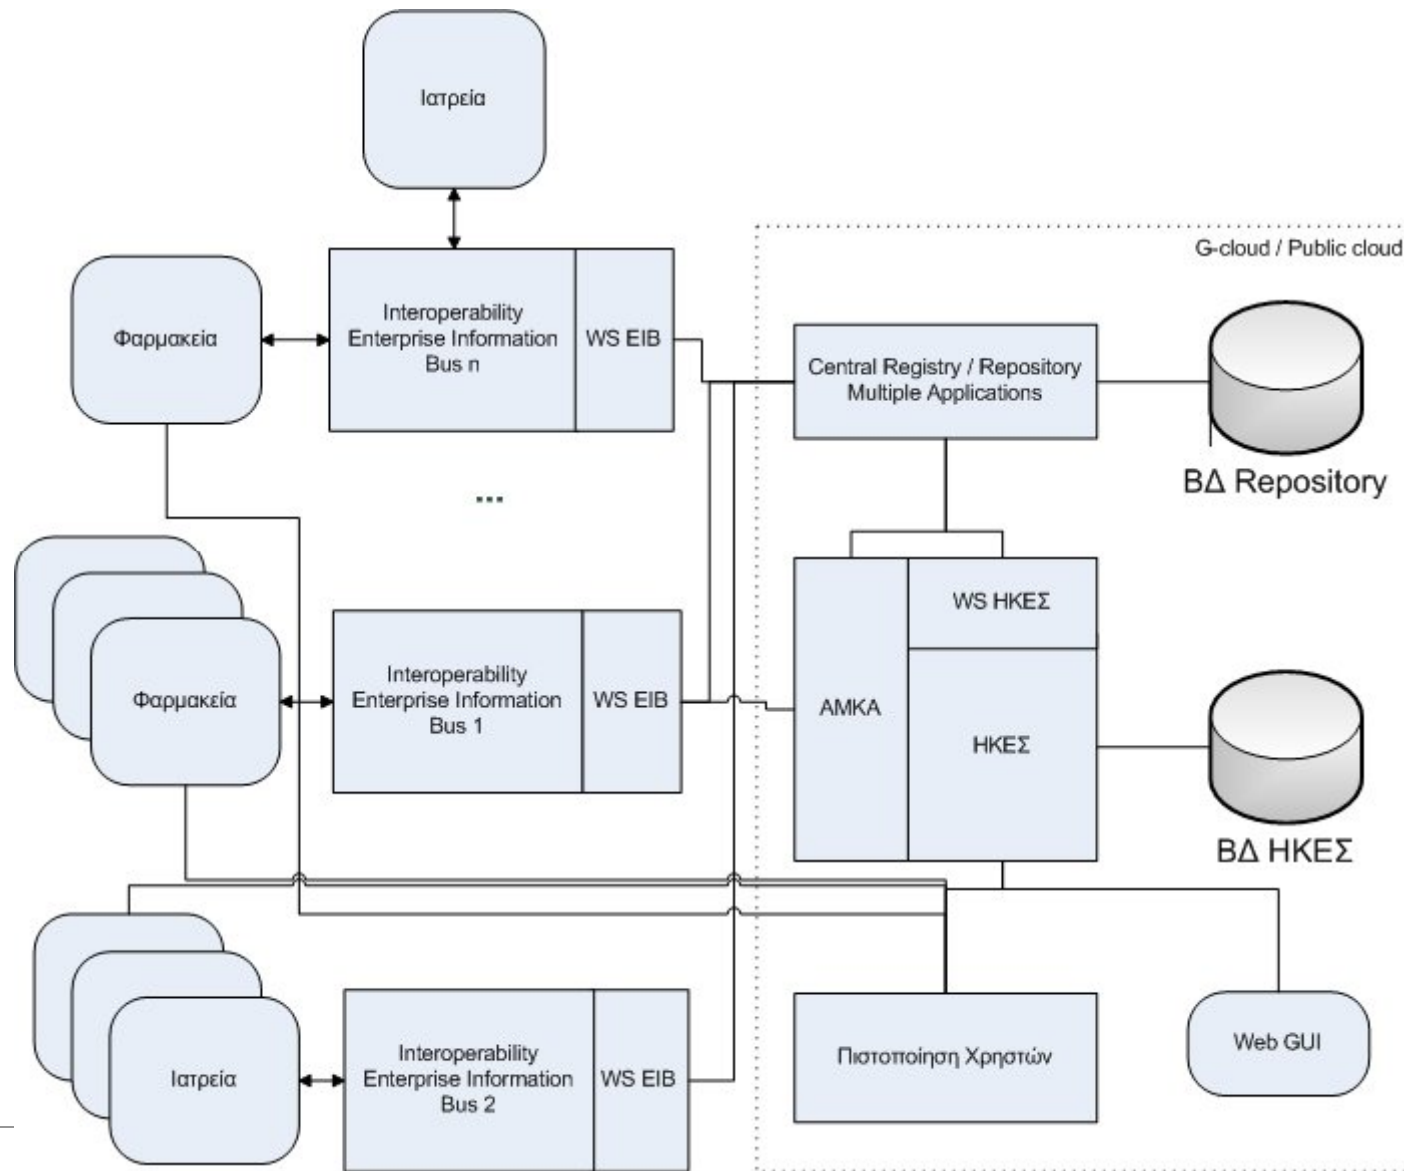 Ιατρεία
G-cloud / Public cloud
Φαρμακεία
Interoperability
Enterprise Information
Bus n
WS EIB
Central Registry / Repository
Multiple Applications
ΒΔ Repository
...
Φαρμακεία
Interoperability
Enterprise Information
Bus 1
WS EIB
ΑΜΚΑ
WS ΗΚΕΣ
ΗΚΕΣ
ΒΔ ΗΚΕΣ
Ιατρεία
Interoperability
Enterprise Information
Bus 2
WS EIB
Πιστοποίηση Χρηστών
Web GUI